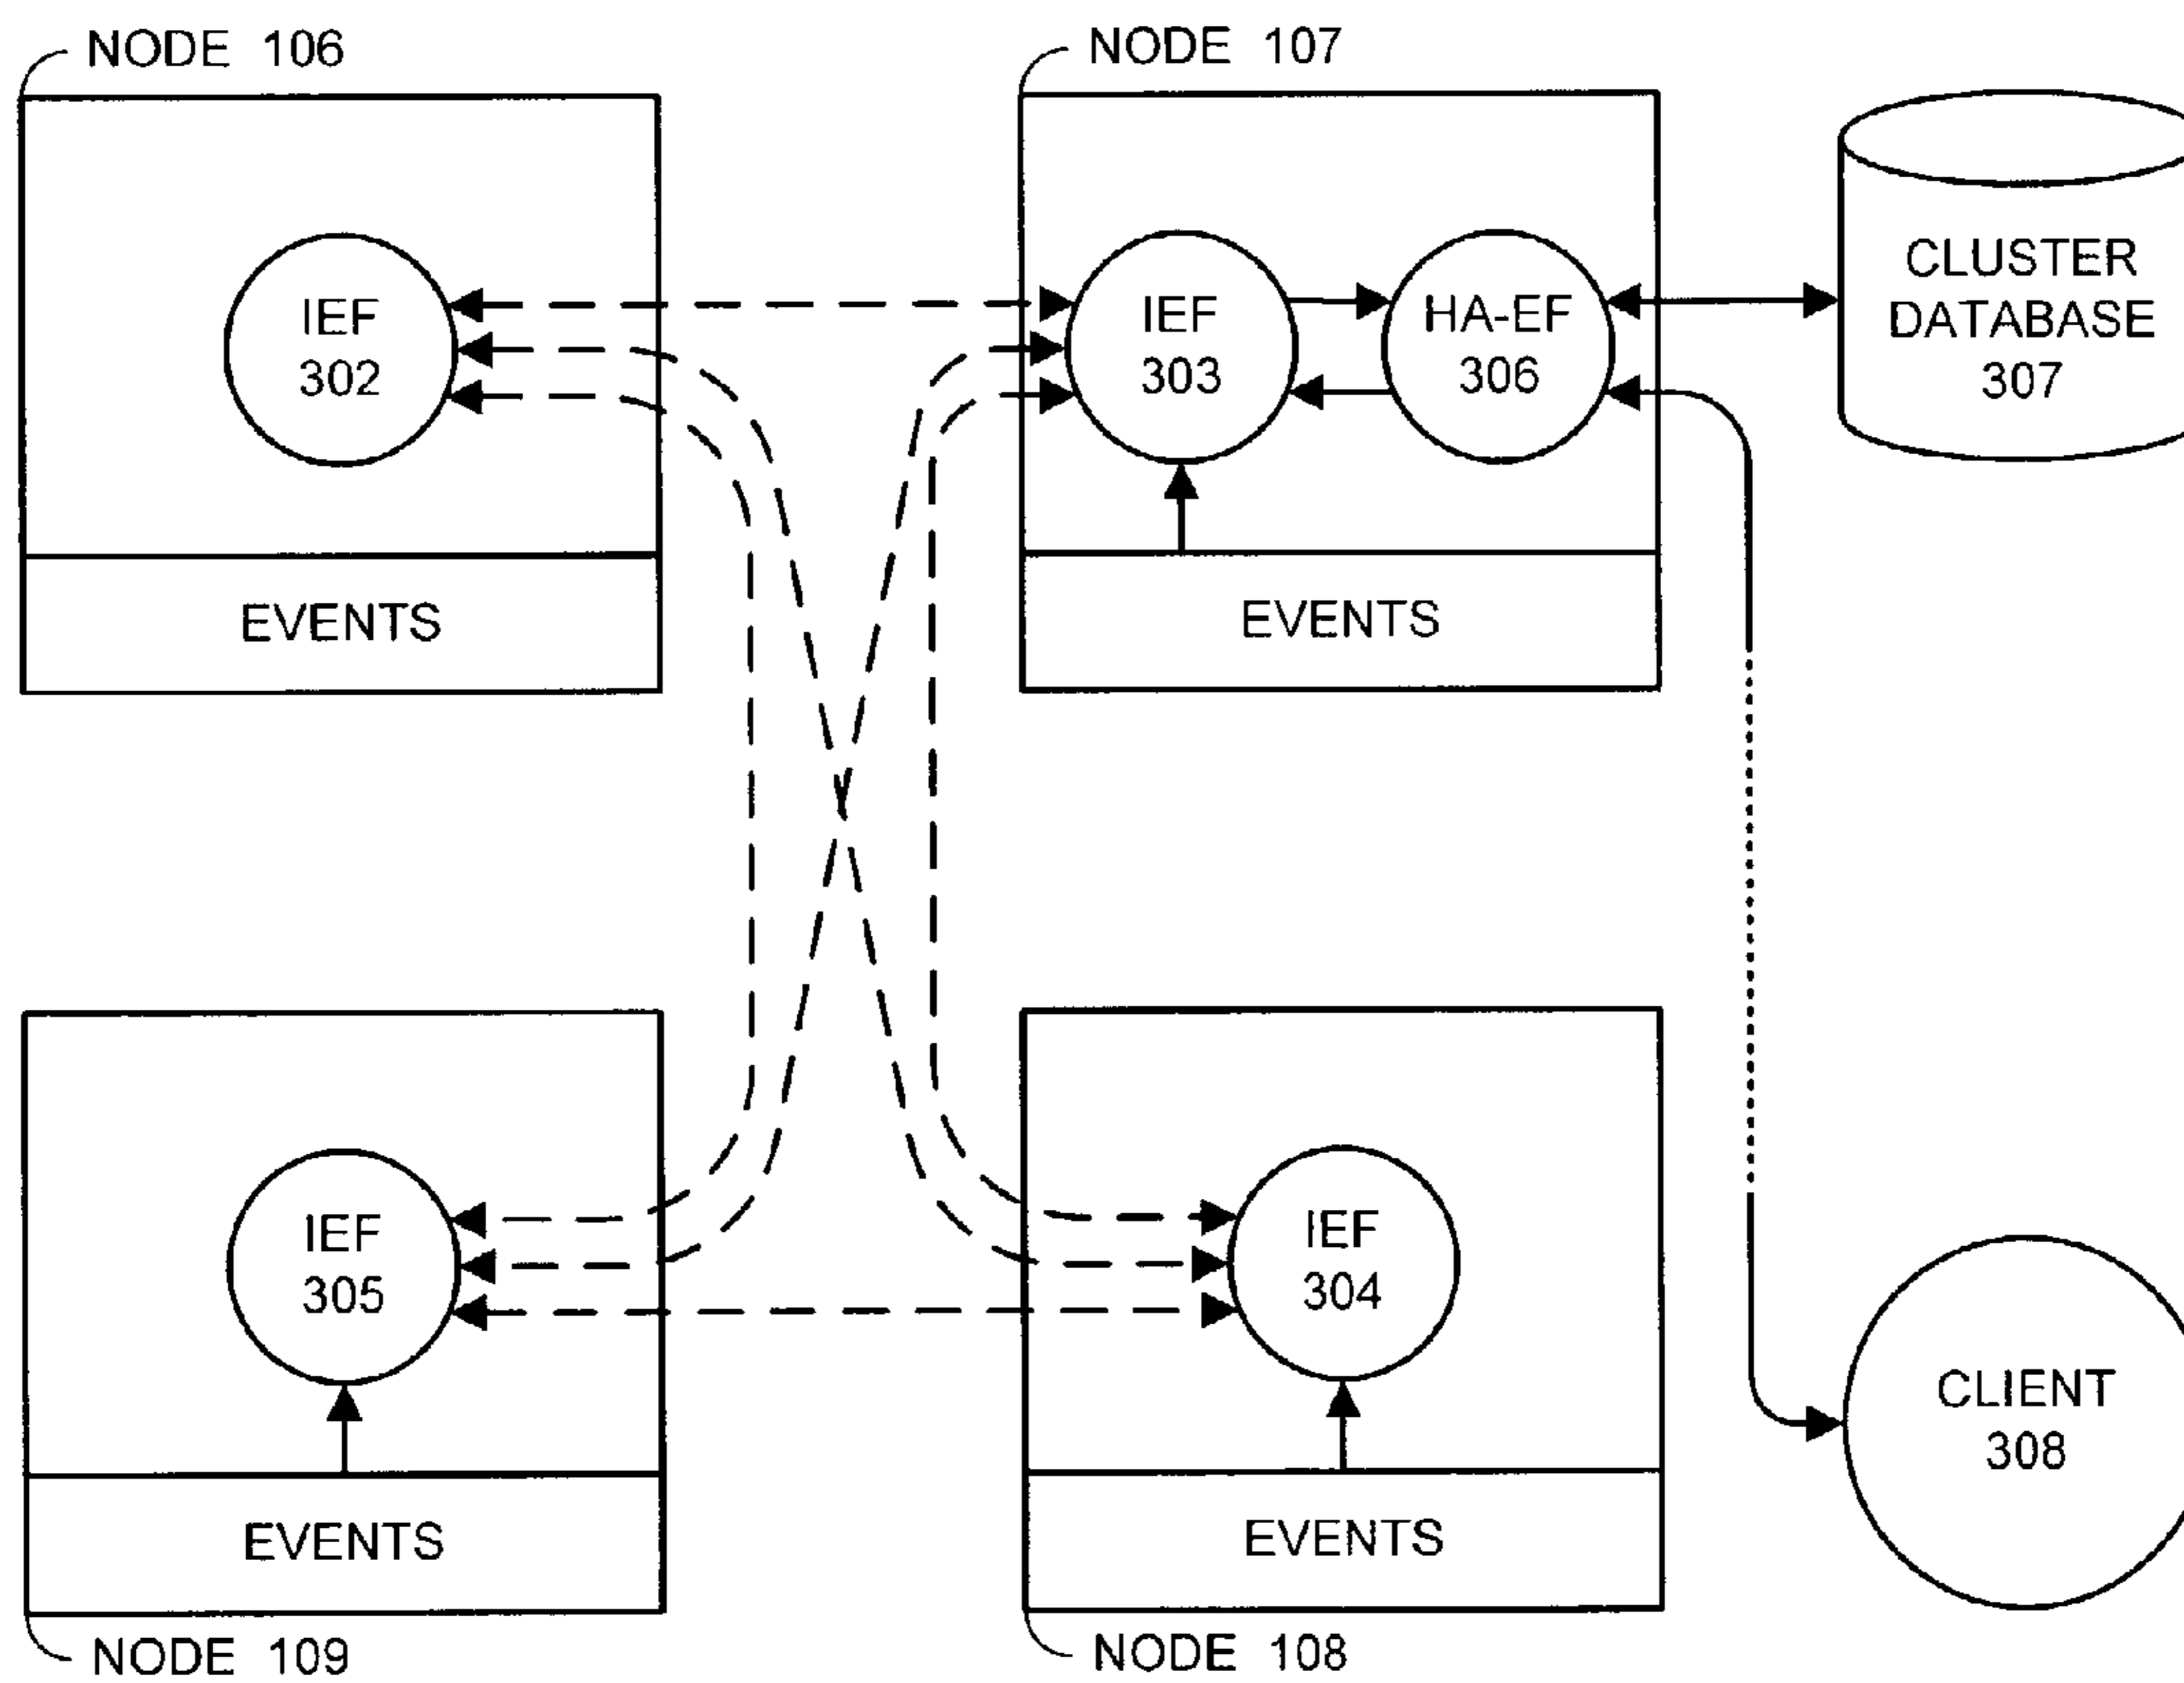 NODE 106
NODE 107
IEF
302
IEF
303
HA-EF
306
CLUSTER
DATABASE
307
EVENTS
EVENTS
IEF
305
IEF
304
CLIENT
308
EVENTS
EVENTS
NODE 109
NODE 108